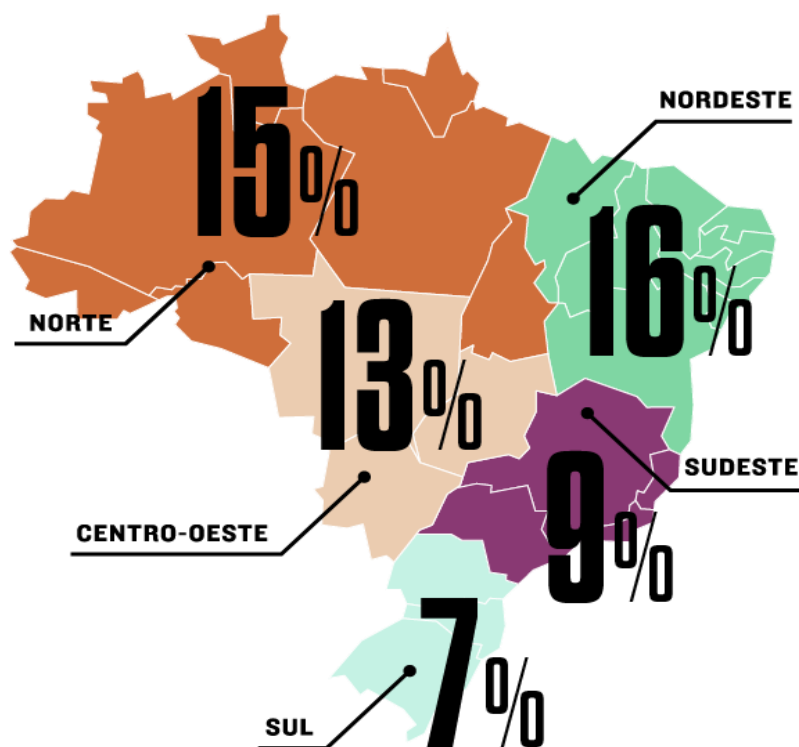 NORDESTE
15%
16%
NORTE
13%
SUDESTE
9%
CENTRO-OESTE
7%
SUL